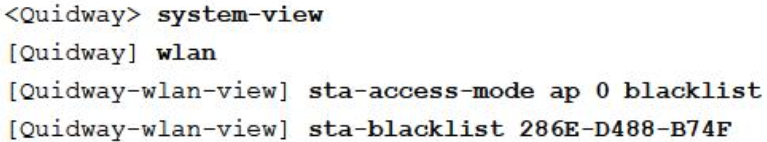 <Quidway> system-view
[Quidway] wlan
[Quidway-wlan-view] sta-access-mode ap 0 blacklist
[Quidway-wlan-view] sta-blacklist 286E-D488-B74F